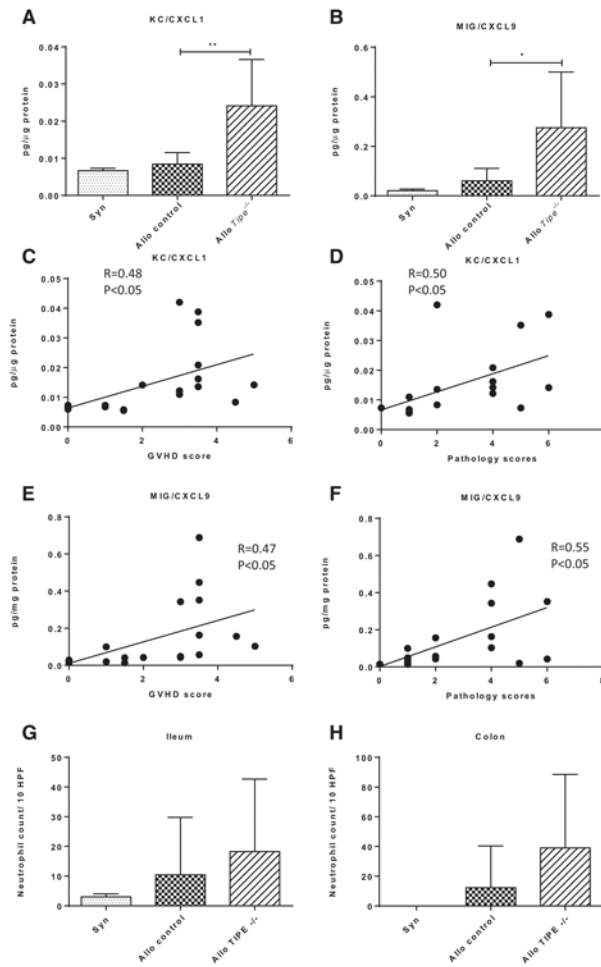 A
KC/CXCL1
pg/µg protein
0.04
0.03
0.02
0.01
0.00
**
Syn
Allo control
Allo Tipe-/-
B
MIG/CXCL9
pg/µg protein
0.6
0.4
0.2
0.0
*
Syn
Allo control
Allo Tipe-/-
C
KC/CXCL1
R=0.48
P<0.05
pg/µg protein
0.05
0.04
0.03
0.02
0.01
0.00
0 2 4 6
GVHD score
D
KC/CXCL1
R=0.50
P<0.05
pg/µg protein
0.05
0.04
0.03
0.02
0.01
0.00
0 2 4 6
Pathology scores
E
MIG/CXCL9
R=0.47
P<0.05
pg/mg protein
0.8
0.6
0.4
0.2
0.0
0 2 4 6
GVHD score
F
MIG/CXCL9
R=0.55
P<0.05
pg/mg protein
0.8
0.6
0.4
0.2
0.0
0 2 4 6
Pathology scores
G
Ileum
Neutrophil count/ 10 HPF
50
40
30
20
10
0
Syn
Allo control
Allo TIPE -/-
H
Colon
Neutrophil count/ 10 HPF
100
80
60
40
20
0
Syn
Allo control
Allo TIPE -/-